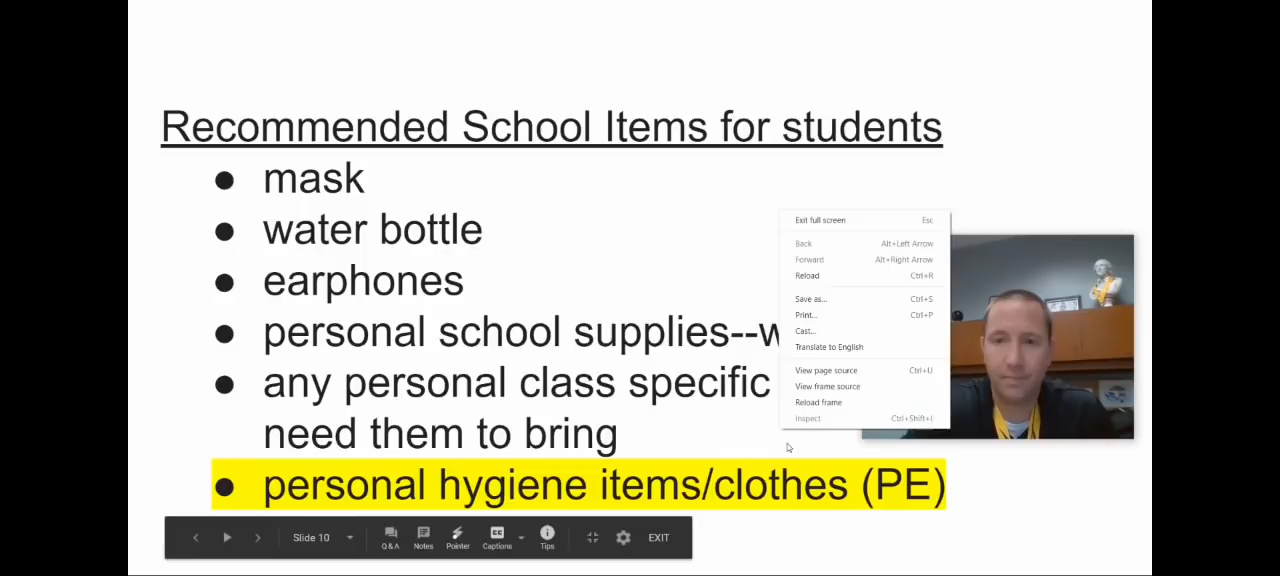 Recommended School Items for students
● mask
● water bottle
● earphones
● personal school supplies--w
● any personal class specific
need them to bring
● personal hygiene items/clothes (PE)
Exit full screen Esc
Back Alt+Left Arrow
Forward Alt+Right Arrow
Reload Ctrl+R
Save as... Ctrl+S
Print... Ctrl+P
Cast...
Translate to English
View page source Ctrl+U
View frame source
Reload frame
Inspect Ctrl+Shift+I
Slide 10 Q&A Notes Pointer Captions Tips EXIT